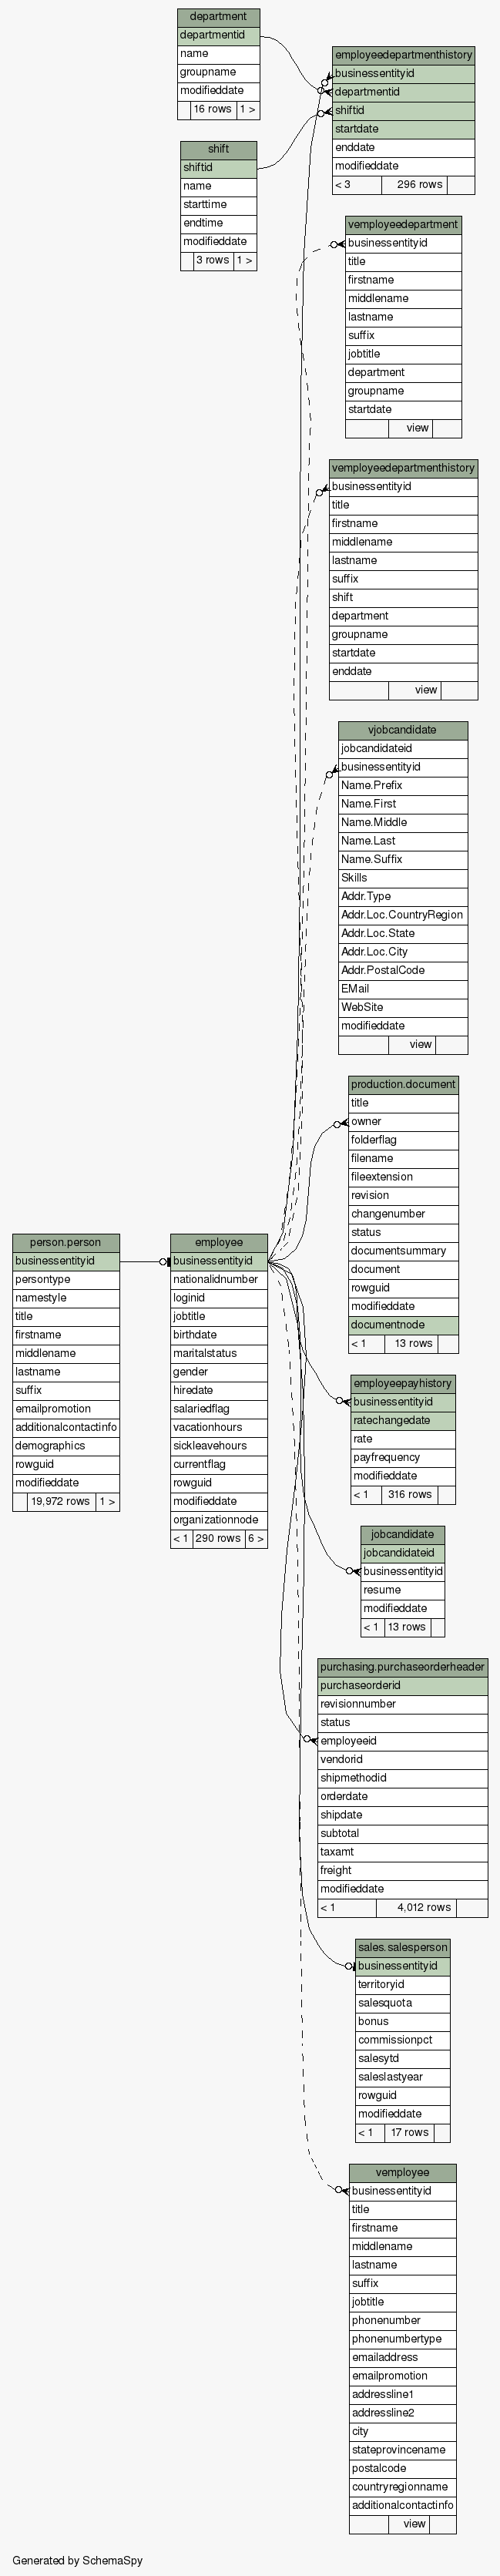 department
departmentid
name
groupname
modifieddate
16 rows 1 >
shift
shiftid
name
starttime
endtime
modifieddate
3 rows 1 >
employeedepartmenthistory
businessentityid
departmentid
shiftid
startdate
enddate
modifieddate
< 3 296 rows
vemployeedepartment
businessentityid
title
firstname
middlename
lastname
suffix
jobtitle
department
groupname
startdate
view
vemployeedepartmenthistory
businessentityid
title
firstname
middlename
lastname
suffix
shift
department
groupname
startdate
enddate
view
vjobcandidate
jobcandidateid
businessentityid
Name.Prefix
Name.First
Name.Middle
Name.Last
Name.Suffix
Skills
Addr.Type
Addr.Loc.CountryRegion
Addr.Loc.State
Addr.Loc.City
Addr.PostalCode
EMail
WebSite
modifieddate
view
production.document
title
owner
folderflag
filename
fileextension
revision
changenumber
status
documentsummary
document
rowguid
modifieddate
documentnode
< 1 13 rows
person.person
businessentityid
persontype
namestyle
title
firstname
middlename
lastname
suffix
emailpromotion
additionalcontactinfo
demographics
rowguid
modifieddate
19,972 rows 1 >
employee
businessentityid
nationalidnumber
loginid
jobtitle
birthdate
maritalstatus
gender
hiredate
salariedflag
vacationhours
sickleavehours
currentflag
rowguid
modifieddate
organizationnode
< 1 290 rows 6 >
employeepayhistory
businessentityid
ratechangedate
rate
payfrequency
modifieddate
< 1 316 rows
jobcandidate
jobcandidateid
businessentityid
resume
modifieddate
< 1 13 rows
purchasing.purchaseorderheader
purchaseorderid
revisionnumber
status
employeeid
vendorid
shipmethodid
orderdate
shipdate
subtotal
taxamt
freight
modifieddate
< 1 4,012 rows
sales.salesperson
businessentityid
territoryid
salesquota
bonus
commissionpct
salesytd
saleslastyear
rowguid
modifieddate
< 1 17 rows
vemployee
businessentityid
title
firstname
middlename
lastname
suffix
jobtitle
phonenumber
phonenumbertype
emailaddress
emailpromotion
addressline1
addressline2
city
stateprovincename
postalcode
countryregionname
additionalcontactinfo
view
Generated by SchemaSpy